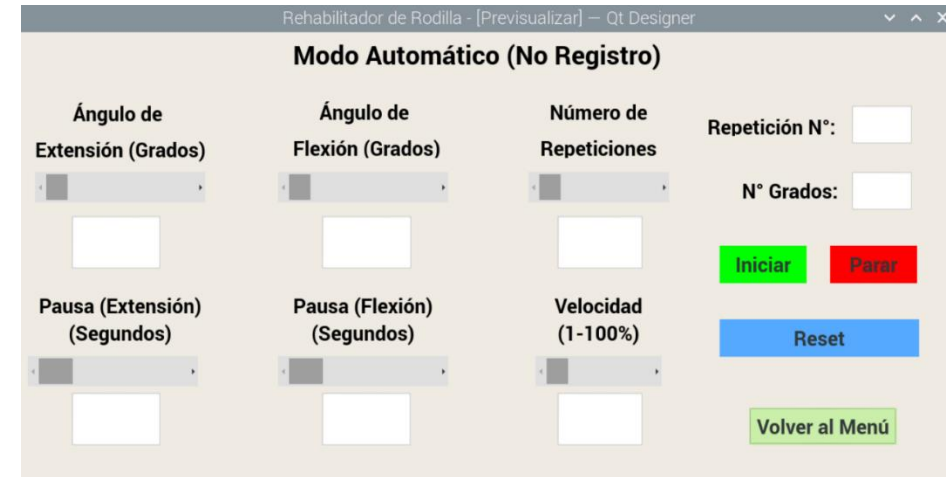 Rehabilitador de Rodilla - [Previsualizar] — Qt Designer
Modo Automático (No Registro)
Ángulo de
Extensión (Grados)
Ángulo de
Flexión (Grados)
Número de
Repeticiones
Repetición N°:
N° Grados:
Iniciar
Parar
Pausa (Extensión)
(Segundos)
Pausa (Flexión)
(Segundos)
Velocidad
(1-100%)
Reset
Volver al Menú